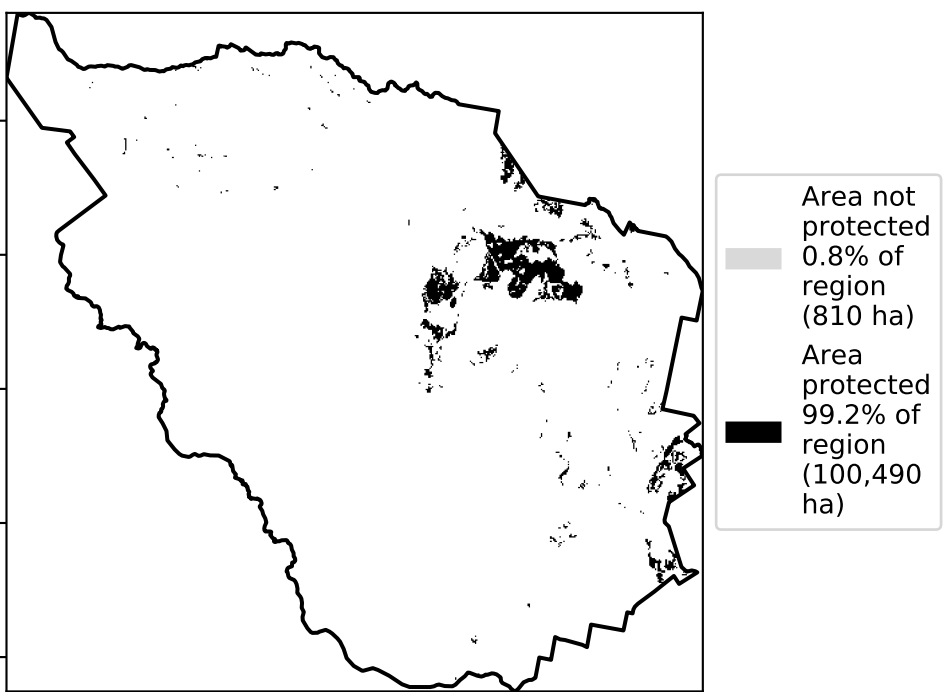 Area not
protected
0.8% of
region
(810 ha)
Area
protected
99.2% of
region
(100,490
ha)